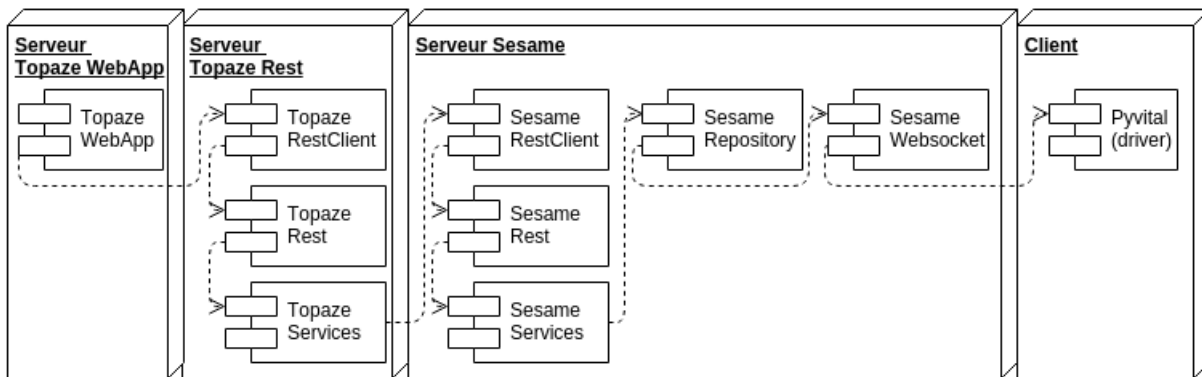 Serveur
Topaze WebApp
Topaze
WebApp
Serveur
Topaze Rest
Topaze
RestClient
Topaze
Rest
Topaze
Services
Serveur Sesame
Sesame
RestClient
Sesame
Rest
Sesame
Services
Sesame
Repository
Sesame
Websocket
Client
Pyvital
(driver)